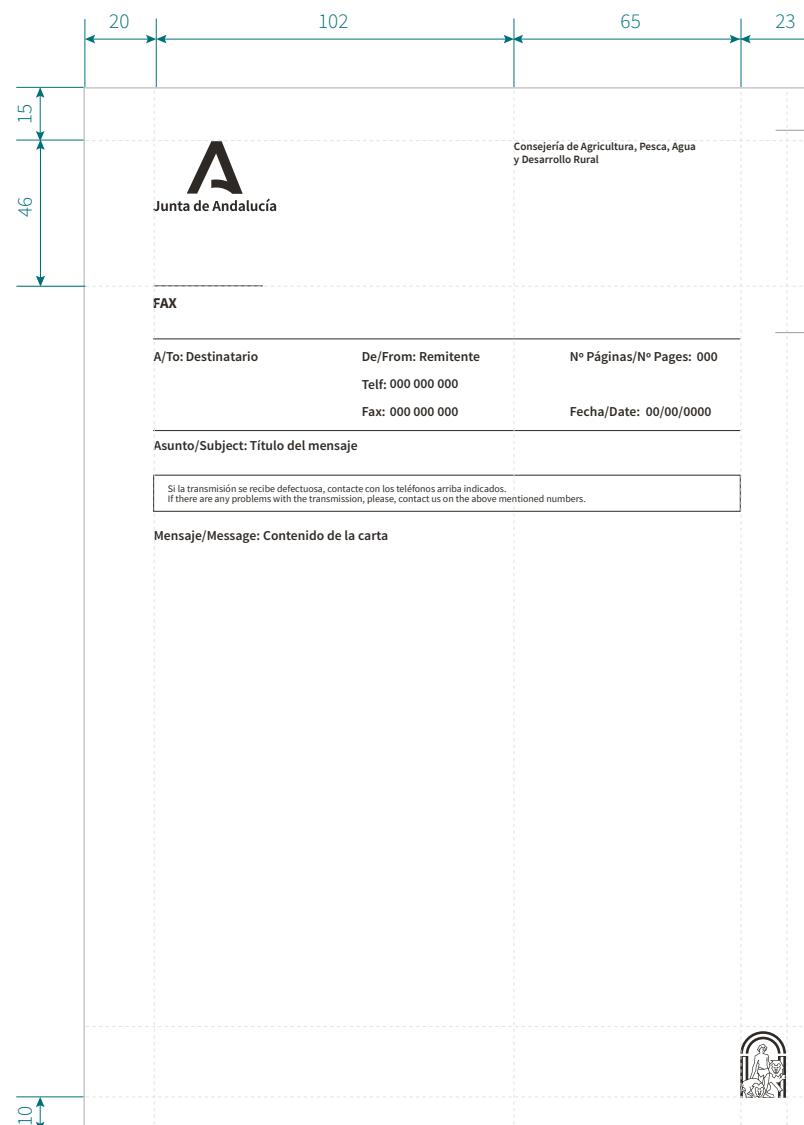 20
102
65
23
15
46
Consejería de Agricultura, Pesca, Agua
y Desarrollo Rural
Junta de Andalucía
FAX
A/To: Destinatario
De/From: Remitente
Nº Páginas/Nº Pages: 000
Telf: 000 000 000
Fax: 000 000 000
Fecha/Date: 00/00/0000
Asunto/Subject: Título del mensaje
Si la transmisión se recibe defectuosa, contacte con los teléfonos arriba indicados.
If there are any problems with the transmission, please, contact us on the above mentioned numbers.
Mensaje/Message: Contenido de la carta
10